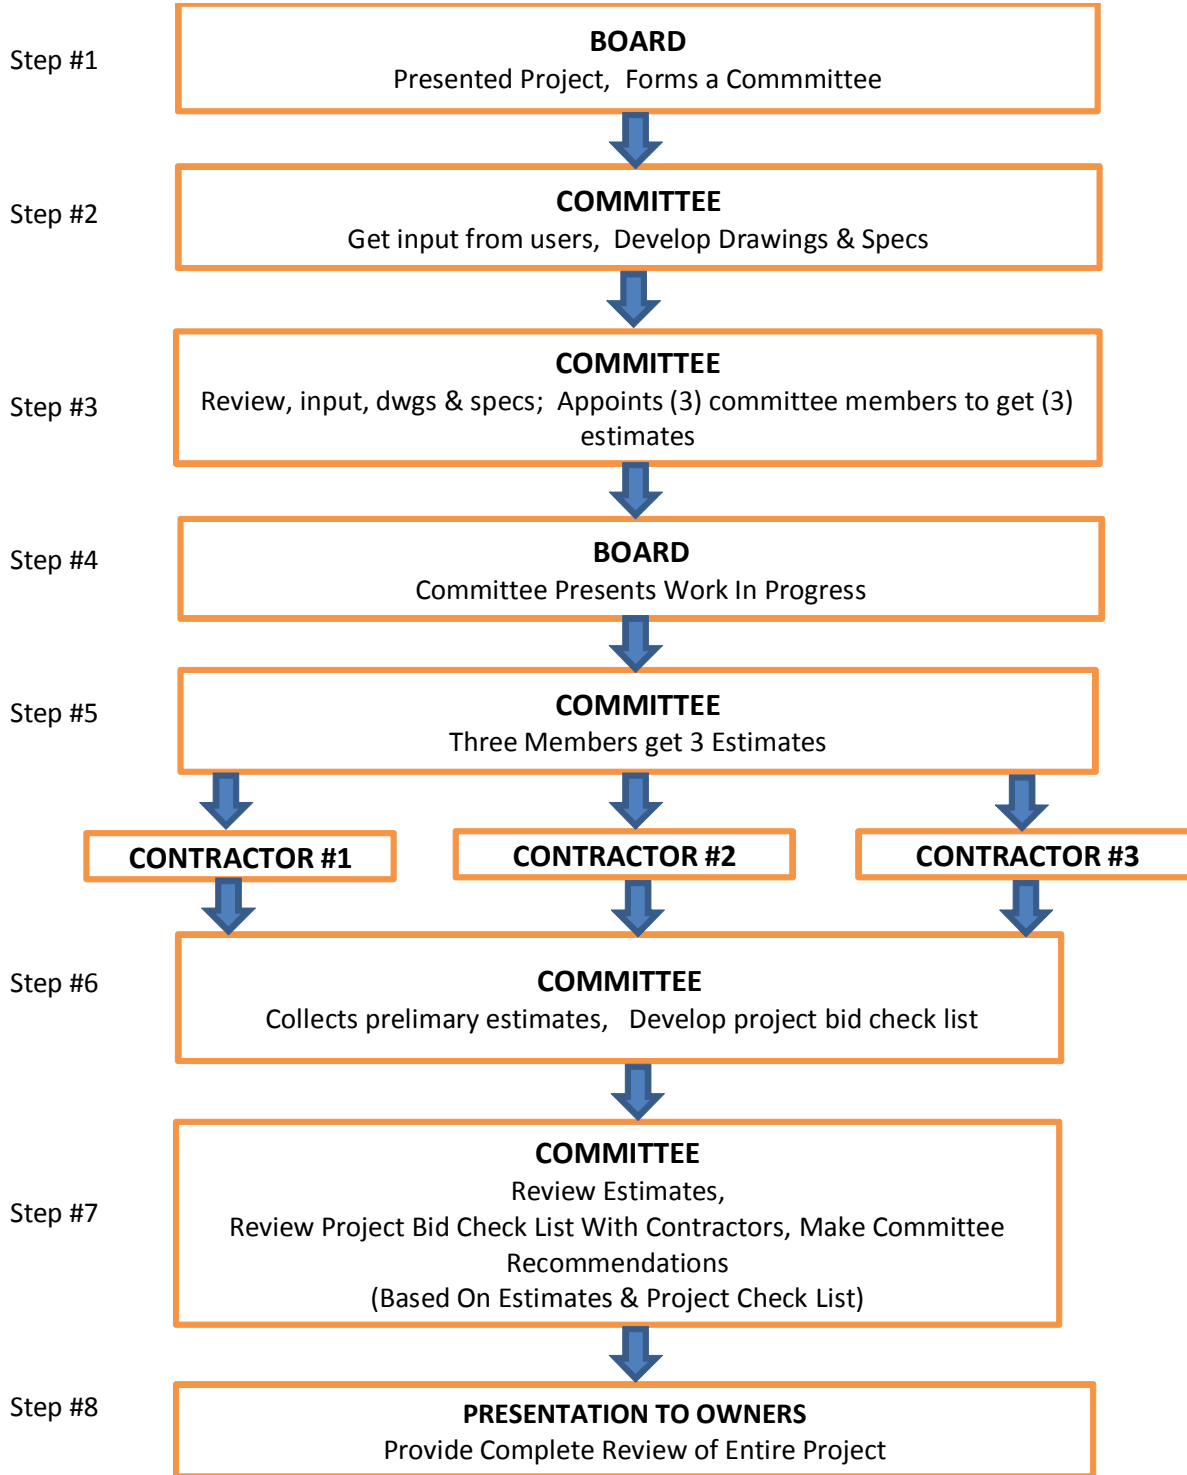 Step #1
BOARD
Presented Project, Forms a Commmittee
Step #2
COMMITTEE
Get input from users, Develop Drawings & Specs
Step #3
COMMITTEE
Review, input, dwgs & specs; Appoints (3) committee members to get (3)
estimates
Step #4
BOARD
Committee Presents Work In Progress
Step #5
COMMITTEE
Three Members get 3 Estimates
CONTRACTOR #1
CONTRACTOR #2
CONTRACTOR #3
Step #6
COMMITTEE
Collects prelimary estimates, Develop project bid check list
Step #7
COMMITTEE
Review Estimates,
Review Project Bid Check List With Contractors, Make Committee
Recommendations
(Based On Estimates & Project Check List)
Step #8
PRESENTATION TO OWNERS
Provide Complete Review of Entire Project